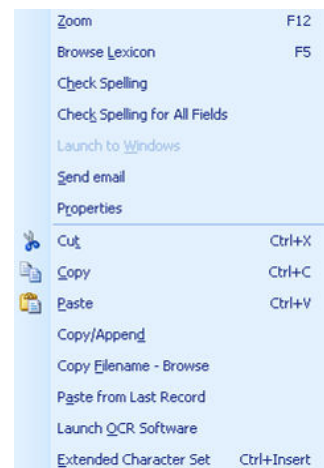 Zoom F12
Browse Lexicon F5
Check Spelling
Check Spelling for All Fields
Launch to Windows
Send email
Properties
Cut Ctrl+X
Copy Ctrl+C
Paste Ctrl+V
Copy/Append
Copy Filename - Browse
Paste from Last Record
Launch OCR Software
Extended Character Set Ctrl+Insert